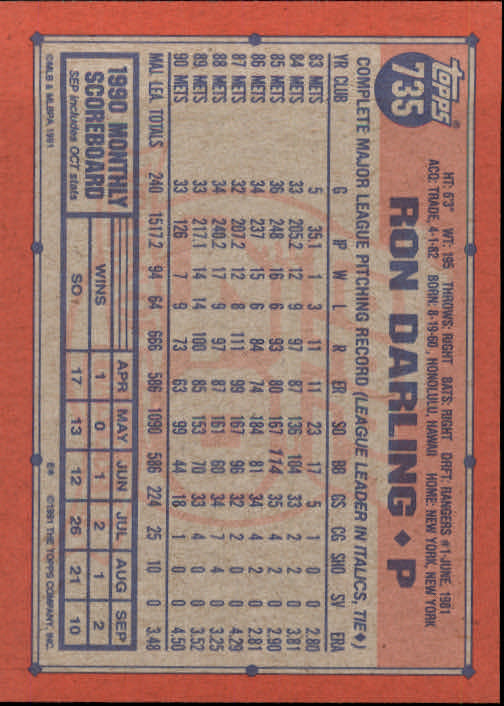 topps®
735
HT: 6'3" WT: 195 THROWS: RIGHT BATS: RIGHT DRAFT: RANGERS #1-JUNE, 1981
ACQ: TRADE, 4-1-82 BORN: 8-19-60, HONOLULU, HAWAII HOME: NEW YORK, NEW YORK
RON DARLING ◆ P
COMPLETE MAJOR LEAGUE PITCHING RECORD (LEAGUE LEADER IN ITALICS, TIE◆)
YR CLUB G IP W L R ER SO BB GS CG SHO SV ERA
83 METS 5 35.1 1 3 11 11 23 17 5 1 0 0 2.80
84 METS 33 205.2 12 9 97 87 136 104 33 2 2 0 3.81
85 METS 36 248 16 6 93 80 167 114 35 4 2 0 2.90
86 METS 34 237 15 6 84 74 184 81 34 4 2 0 2.81
87 METS 32 207.2 12 8 111 99 167 96 32 2 0 0 4.29
88 METS 34 240.2 17 9 97 87 161 60 34 7 4 0 3.25
89 METS 33 217.1 14 14 100 85 153 70 33 4 0 0 3.52
90 METS 33 126 7 9 73 63 99 44 18 1 0 0 4.50
MAJ. LEA. TOTALS 240 1517.2 94 64 666 586 1090 586 224 25 10 0 3.48
1990 MONTHLY
SCOREBOARD
SEP includes OCT stats
APR MAY JUN JUL AUG SEP
WINS 1 0 1 2 1 2
SO 17 13 12 26 21 10
©MLB & MLBPA 1991
©1991 THE TOPPS COMPANY, INC.